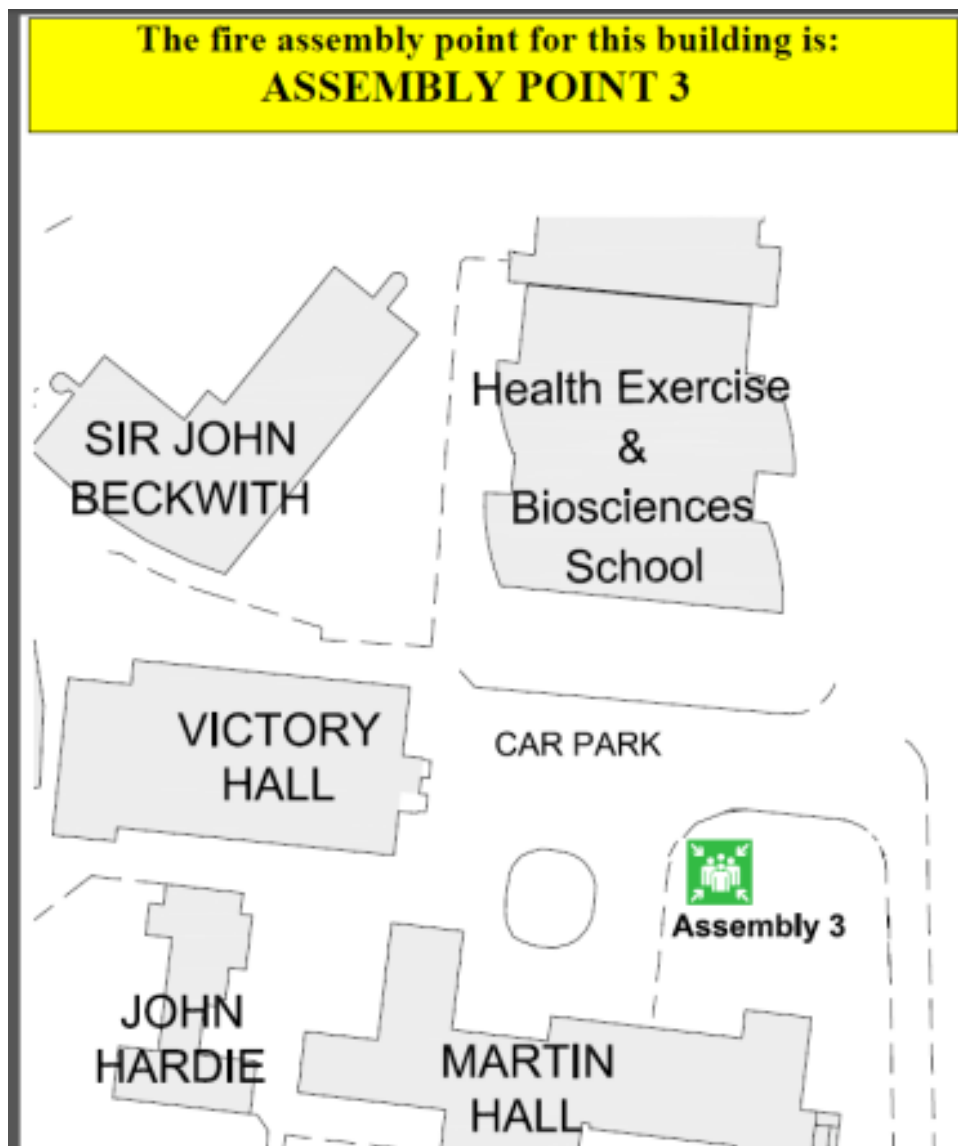 The fire assembly point for this building is:
ASSEMBLY POINT 3
Health Exercise
&
Biosciences
School
SIR JOHN
BECKWITH
VICTORY
HALL
CAR PARK
Assembly 3
JOHN
HARDIE
MARTIN
HALL